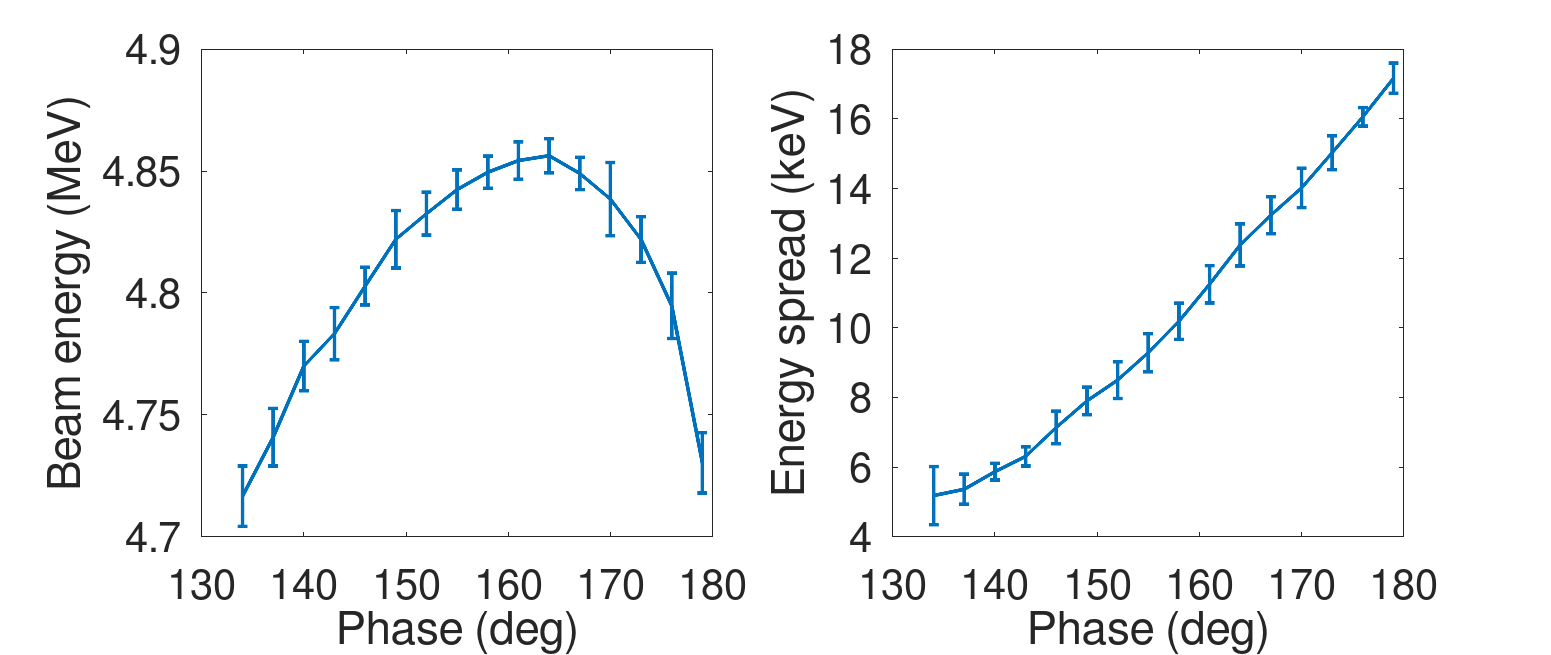 4.9
4.85
4.8
4.75
4.7
130 140 150 160 170 180
Phase (deg)
Beam energy (MeV)
18
16
14
12
10
8
6
4
130 140 150 160 170 180
Phase (deg)
Energy spread (keV)